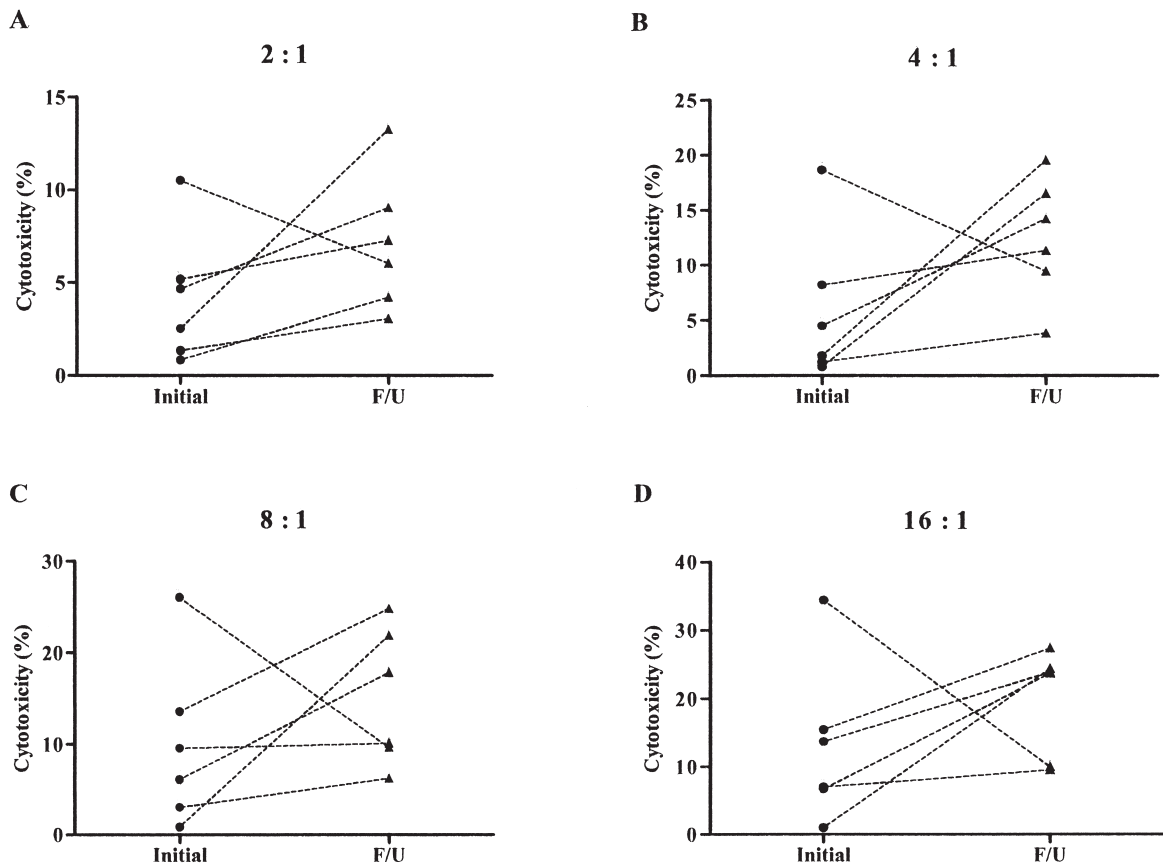 A
2 : 1
15
10
5
0
Cytotoxicity (%)
Initial
F/U
B
4 : 1
25
20
15
10
5
0
Cytotoxicity (%)
Initial
F/U
C
8 : 1
30
20
10
0
Cytotoxicity (%)
Initial
F/U
D
16 : 1
40
30
20
10
0
Cytotoxicity (%)
Initial
F/U